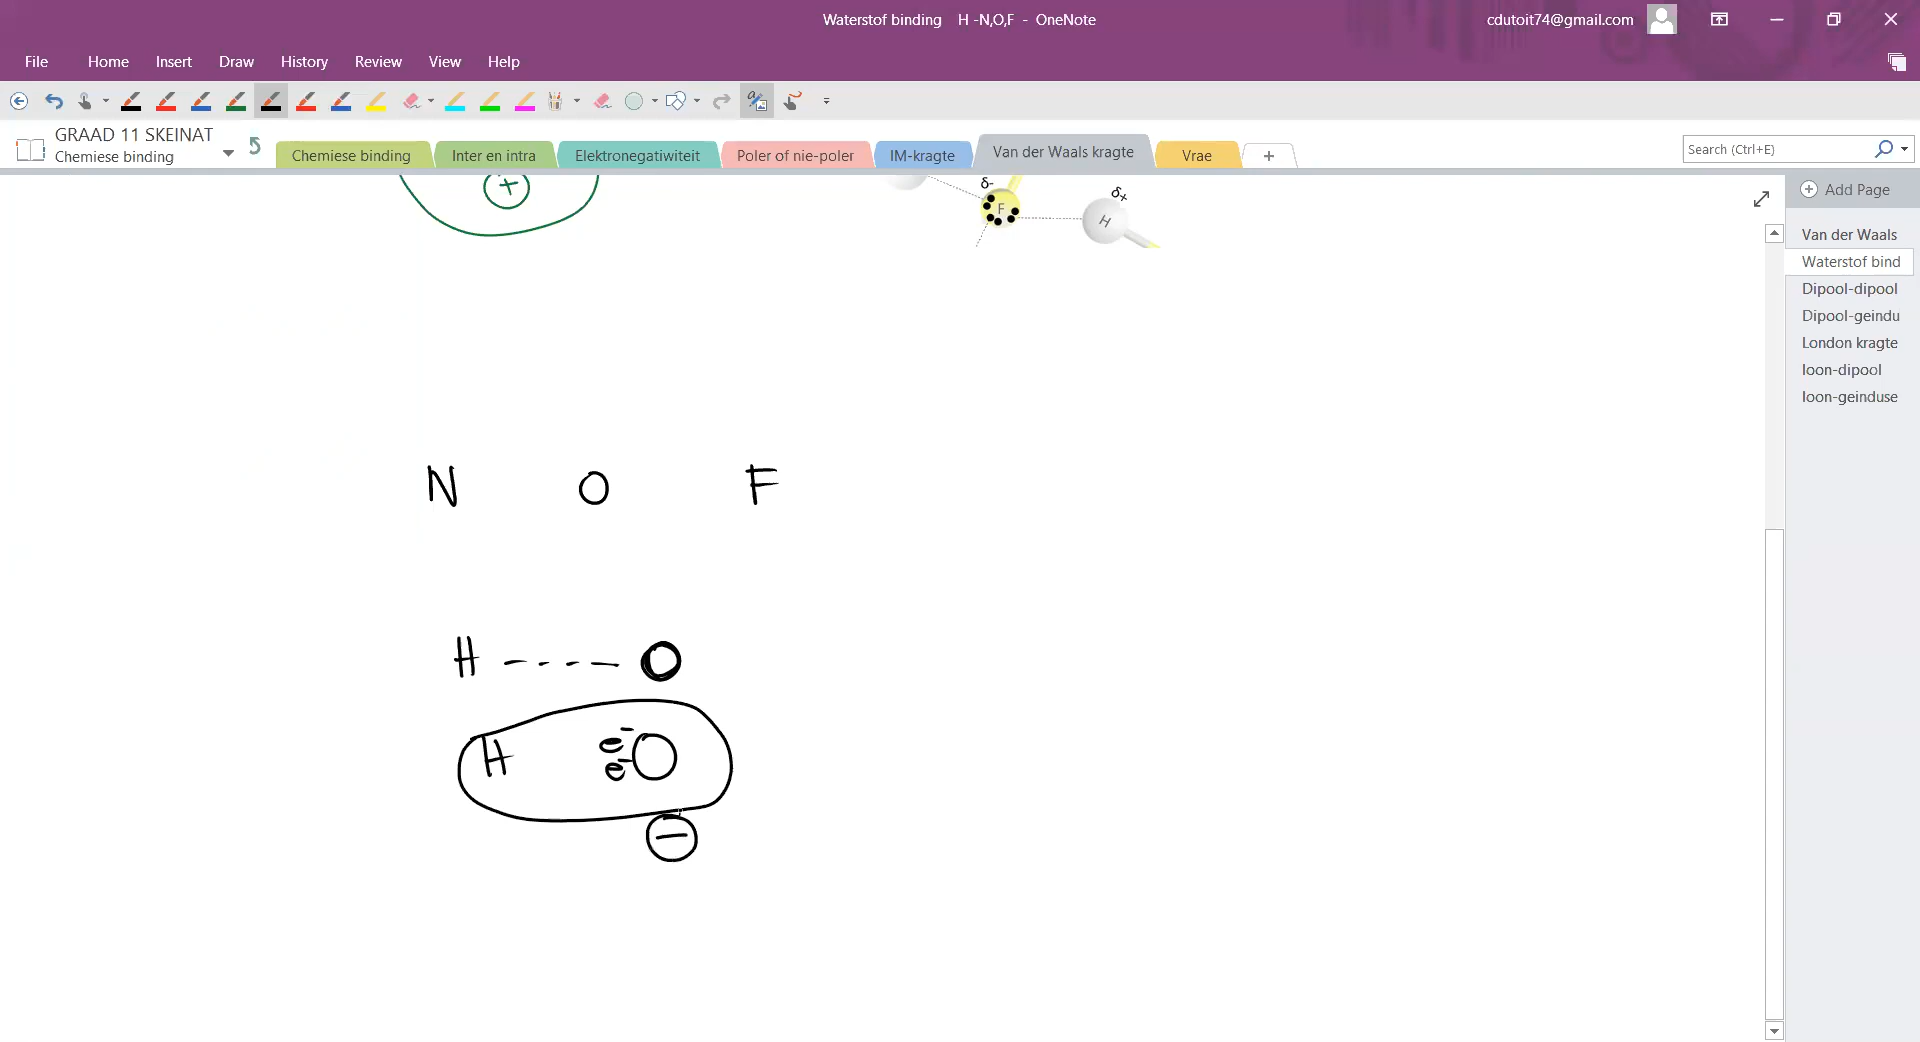 Waterstof binding H -N,O,F - OneNote
cdutoit74@gmail.com
File Home Insert Draw History Review View Help
GRAAD 11 SKEINAT
Chemiese binding
Chemiese binding Inter en intra Elektronegatiwiteit Poler of nie-poler IM-kragte Van der Waals kragte Vrae +
Search (Ctrl+E)
Add Page
Van der Waals
Waterstof bind
Dipool-dipool
Dipool-geindu
London kragte
Ioon-dipool
Ioon-geinduse
+
δ- δ+
F H
N O F
H ---- O
H e- e- O
−